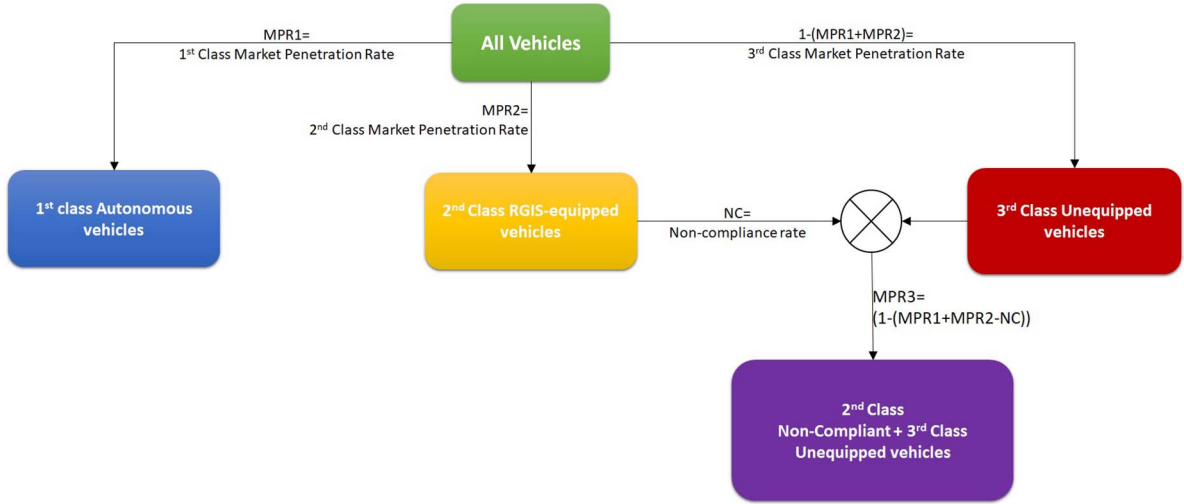 MPR1=
1st Class Market Penetration Rate
All Vehicles
1-(MPR1+MPR2)=
3rd Class Market Penetration Rate
MPR2=
2nd Class Market Penetration Rate
1st class Autonomous
vehicles
2nd Class RGIS-equipped
vehicles
NC=
Non-compliance rate
3rd Class Unequipped
vehicles
MPR3=
(1-(MPR1+MPR2-NC))
2nd Class
Non-Compliant + 3rd Class
Unequipped vehicles